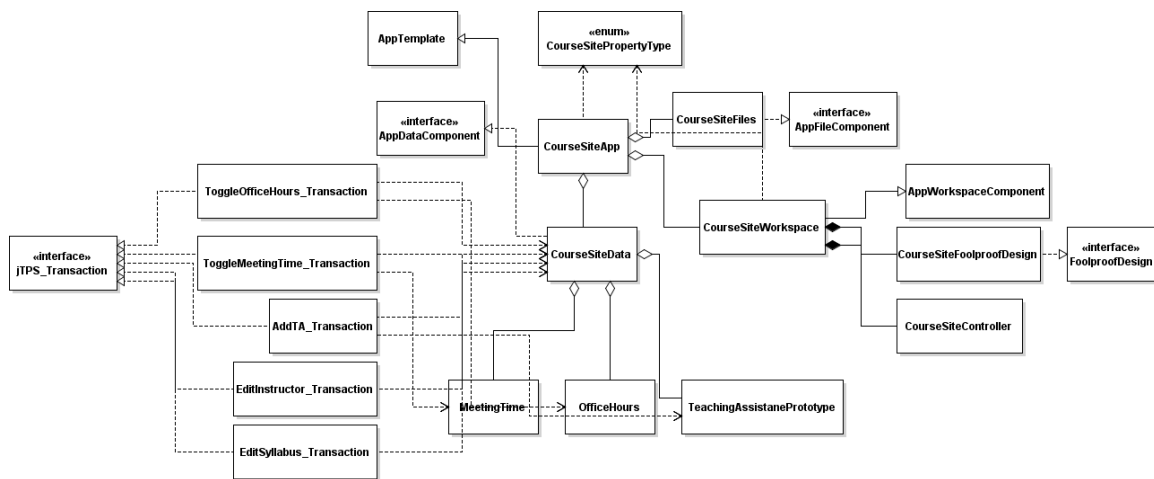 AppTemplate
«enum»
CourseSitePropertyType
«interface»
AppDataComponent
CourseSiteApp
CourseSiteFiles
«interface»
AppFileComponent
ToggleOfficeHours_Transaction
AppWorkspaceComponent
CourseSiteWorkspace
«interface»
jTPS_Transaction
ToggleMeetingTime_Transaction
CourseSiteData
CourseSiteFoolproofDesign
«interface»
FoolproofDesign
AddTA_Transaction
CourseSiteController
EditInstructor_Transaction
MeetingTime
OfficeHours
TeachingAssistanePrototype
EditSyllabus_Transaction